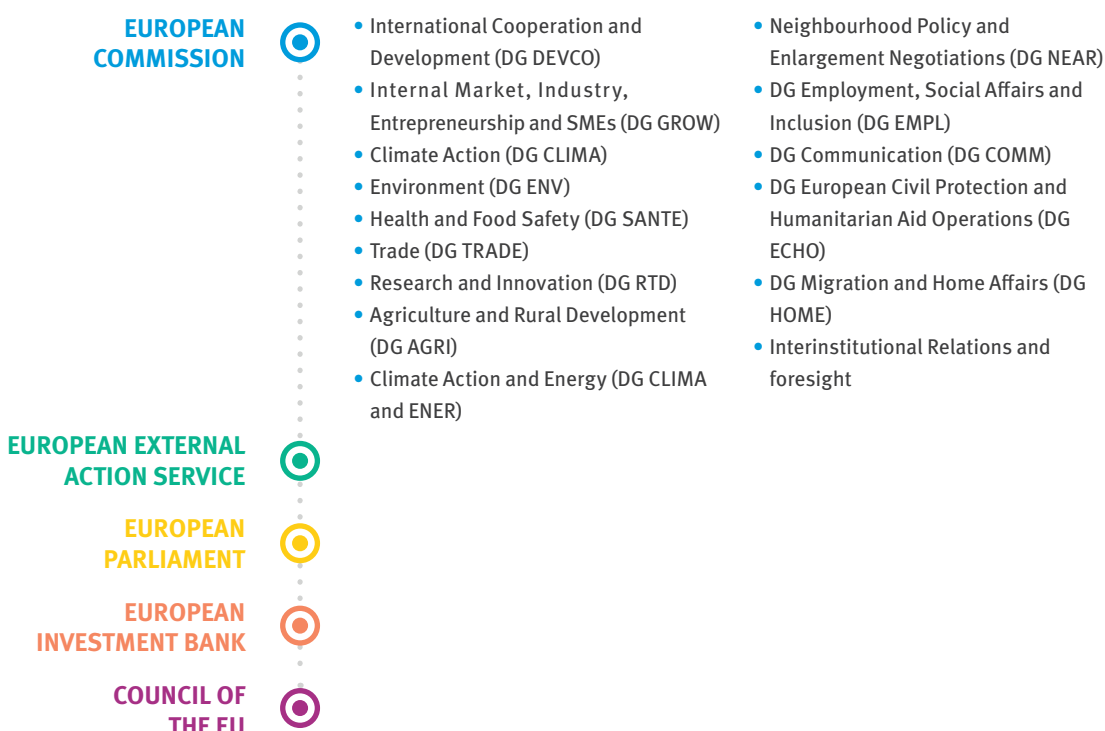 EUROPEAN
COMMISSION
• International Cooperation and
Development (DG DEVCO)
• Internal Market, Industry,
Entrepreneurship and SMEs (DG GROW)
• Climate Action (DG CLIMA)
• Environment (DG ENV)
• Health and Food Safety (DG SANTE)
• Trade (DG TRADE)
• Research and Innovation (DG RTD)
• Agriculture and Rural Development
(DG AGRI)
• Climate Action and Energy (DG CLIMA
and ENER)
• Neighbourhood Policy and
Enlargement Negotiations (DG NEAR)
• DG Employment, Social Affairs and
Inclusion (DG EMPL)
• DG Communication (DG COMM)
• DG European Civil Protection and
Humanitarian Aid Operations (DG
ECHO)
• DG Migration and Home Affairs (DG
HOME)
• Interinstitutional Relations and
foresight
EUROPEAN EXTERNAL
ACTION SERVICE
EUROPEAN
PARLIAMENT
EUROPEAN
INVESTMENT BANK
COUNCIL OF
THE EU